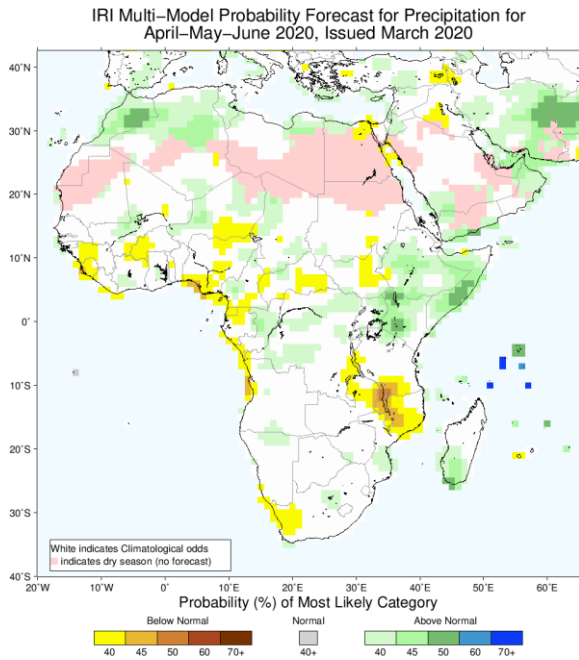 IRI Multi-Model Probability Forecast for Precipitation for
April-May-June 2020, Issued March 2020
40°N
30°N
20°N
10°N
0°
10°S
20°S
30°S
40°S
White indicates Climatological odds
indicates dry season (no forecast)
20°W 10°W 0° 10°E 20°E 30°E 40°E 50°E 60°E
Probability (%) of Most Likely Category
Below Normal Normal Above Normal
40 45 50 60 70+ 40+ 40 45 50 60 70+